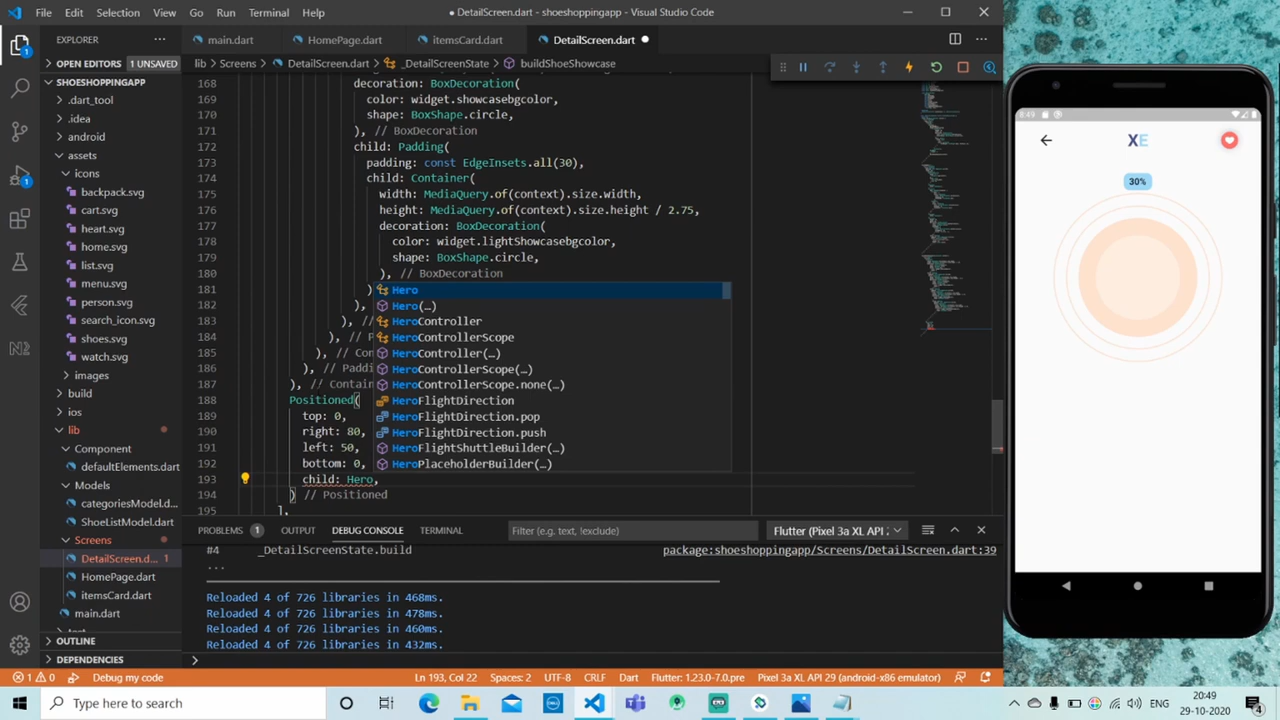 File Edit Selection View Go Run Terminal Help
● DetailScreen.dart - shoeshoppingapp - Visual Studio Code
EXPLORER
OPEN EDITORS 1 UNSAVED
SHOESHOPPINGAPP
.dart_tool
.idea
android
assets
icons
backpack.svg
cart.svg
heart.svg
home.svg
list.svg
menu.svg
person.svg
search_icon.svg
shoes.svg
watch.svg
images
build
ios
lib
Component
defaultElements.dart
Models
categoriesModel.d...
ShoeListModel.dart
Screens
DetailScreen.d... 1
HomePage.dart
itemsCard.dart
main.dart
OUTLINE
DEPENDENCIES
main.dart HomePage.dart itemsCard.dart DetailScreen.dart
lib > Screens > DetailScreen.dart > _DetailScreenState > buildShoeShowcase
168 decoration: BoxDecoration(
169 color: widget.showcasebgcolor,
170 shape: BoxShape.circle,
171 ), // BoxDecoration
172 child: Padding(
173 padding: const EdgeInsets.all(30),
174 child: Container(
175 width: MediaQuery.of(context).size.width,
176 height: MediaQuery.of(context).size.height / 2.75,
177 decoration: BoxDecoration(
178 color: widget.lightShowcasebgcolor,
179 shape: BoxShape.circle,
180 ), // BoxDecoration
181 )
182 ),
183 ), //
184 ), // P
185 ), // Con
186 ), // Paddi
187 ), // Contain
188 Positioned(
189 top: 0,
190 right: 80,
191 left: 50,
192 bottom: 0,
193 child: Hero,
194 ) // Positioned
195 ],
Hero
Hero(…)
HeroController
HeroControllerScope
HeroController(…)
HeroControllerScope(…)
HeroControllerScope.none(…)
HeroFlightDirection
HeroFlightDirection.pop
HeroFlightDirection.push
HeroFlightShuttleBuilder(…)
HeroPlaceholderBuilder(…)
PROBLEMS 1 OUTPUT DEBUG CONSOLE TERMINAL
Filter (e.g. text, !exclude)
Flutter (Pixel 3a XL API :
#4 _DetailScreenState.build package:shoeshoppingapp/Screens/DetailScreen.dart:39
...
Reloaded 4 of 726 libraries in 468ms.
Reloaded 4 of 726 libraries in 478ms.
Reloaded 4 of 726 libraries in 460ms.
Reloaded 4 of 726 libraries in 432ms.
1 0 Debug my code
Ln 193, Col 22 Spaces: 2 UTF-8 CRLF Dart Flutter: 1.23.0-7.0.pre Pixel 3a XL API 29 (android-x86 emulator)
8:49
XE
30%
Type here to search
ENG
20:49
29-10-2020
4